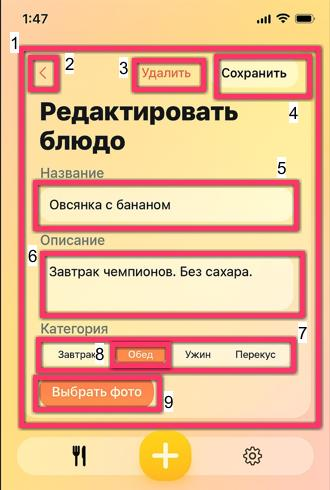 1:47
1
2
3
Удалить
Сохранить
4
Редактировать
блюдо
Название
5
Овсянка с бананом
Описание
6
Завтрак чемпионов. Без сахара.
Категория
7
Завтрак
8
Обед
Ужин
Перекус
Выбрать фото
9